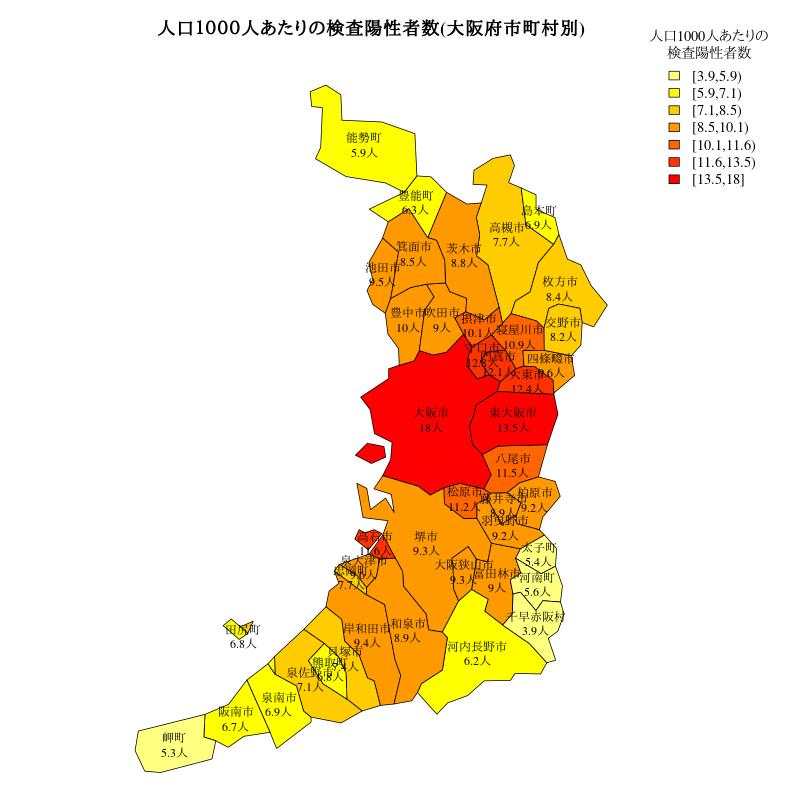 人口1000人あたりの検査陽性者数(大阪府市町村別)
人口1000人あたりの
検査陽性者数
[3.9,5.9)
[5.9,7.1)
[7.1,8.5)
[8.5,10.1)
[10.1,11.6)
[11.6,13.5)
[13.5,18]
能勢町
5.9人
豊能町
6.3人
島本町
6.9人
高槻市
7.7人
茨木市
8.8人
箕面市
8.5人
池田市
9.5人
枚方市
8.4人
豊中市
10人
吹田市
9人
摂津市
10.1人
寝屋川市
10.9人
交野市
8.2人
守口市
12.8人
門真市
12.1人
四條畷市
9.6人
大東市
12.4人
大阪市
18人
東大阪市
13.5人
八尾市
11.5人
松原市
11.2人
藤井寺市
8.9人
柏原市
9.2人
羽曳野市
9.2人
高石市
11.6人
堺市
9.3人
太子町
5.4人
泉大津市
9.6人
忠岡町
7.7人
大阪狭山市
9.3人
富田林市
9人
河南町
5.6人
千早赤阪村
3.9人
田尻町
6.8人
岸和田市
9.4人
和泉市
8.9人
河内長野市
6.2人
貝塚市
7.4人
熊取町
6.8人
泉佐野市
7.1人
泉南市
6.9人
阪南市
6.7人
岬町
5.3人